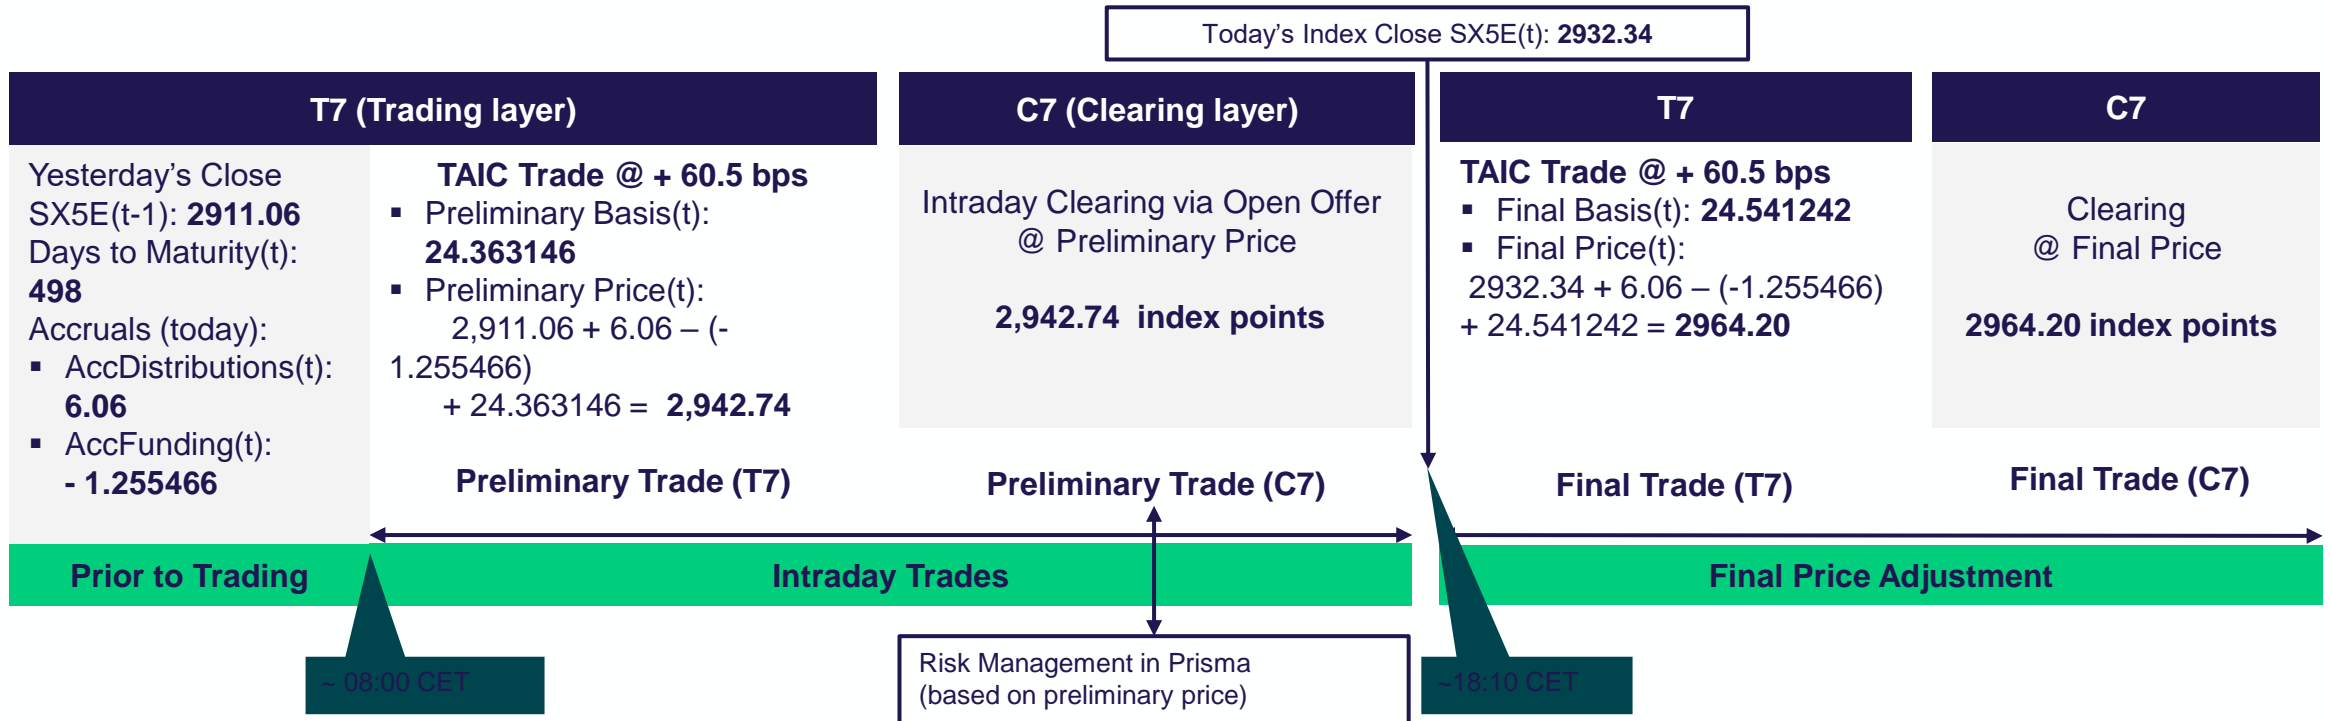 Today's Index Close SX5E(t): 2932.34
T7 (Trading layer)
Yesterday's Close
SX5E(t-1): 2911.06
Days to Maturity(t):
498
Accruals (today):
▪ AccDistributions(t):
6.06
▪ AccFunding(t):
- 1.255466
TAIC Trade @ + 60.5 bps
▪ Preliminary Basis(t):
24.363146
▪ Preliminary Price(t):
2,911.06 + 6.06 – (-
1.255466)
+ 24.363146 = 2,942.74
Preliminary Trade (T7)
C7 (Clearing layer)
Intraday Clearing via Open Offer
@ Preliminary Price
2,942.74 index points
Preliminary Trade (C7)
T7
TAIC Trade @ + 60.5 bps
▪ Final Basis(t): 24.541242
▪ Final Price(t):
2932.34 + 6.06 – (-1.255466)
+ 24.541242 = 2964.20
Final Trade (T7)
C7
Clearing
@ Final Price
2964.20 index points
Final Trade (C7)
Prior to Trading
Intraday Trades
Final Price Adjustment
~ 08:00 CET
Risk Management in Prisma
(based on preliminary price)
~18:10 CET